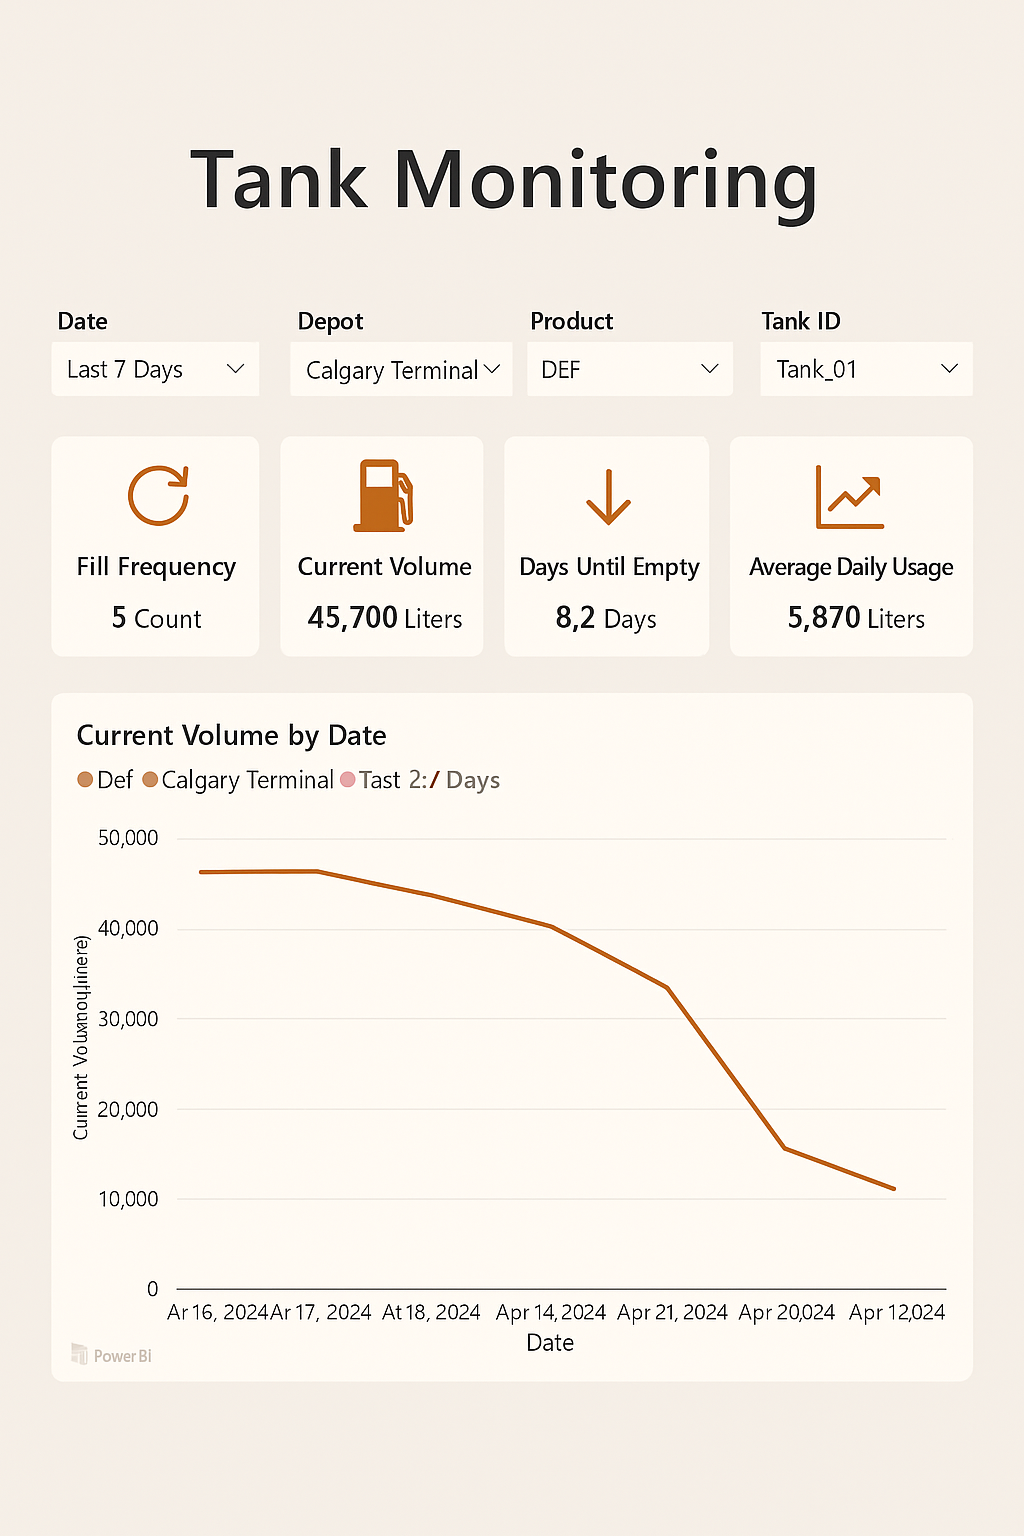 Tank Monitoring
Date Depot Product Tank ID
Last 7 Days Calgary Terminal DEF Tank_01
Fill Frequency Current Volume Days Until Empty Average Daily Usage
5 Count 45,700 Liters 8,2 Days 5,870 Liters
Current Volume by Date
Def Calgary Terminal Tast 2:/ Days
50,000
40,000
30,000
20,000
10,000
0
Current
Ar 16, 2024 Ar 17, 2024 At 18, 2024 Apr 14,2024 Apr 21, 2024 Apr 20,024 Apr 12,024
Date
Power BI